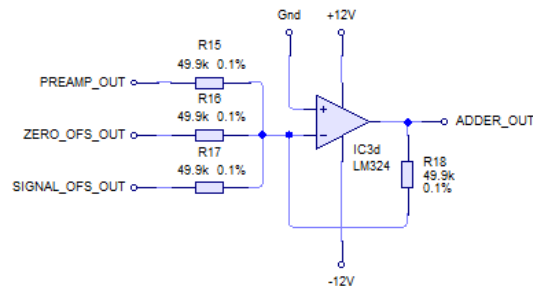 Gnd
+12V
R15
49.9k 0.1%
PREAMP_OUT
R16
49.9k 0.1%
ZERO_OFS_OUT
R17
49.9k 0.1%
SIGNAL_OFS_OUT
+
−
IC3d
LM324
ADDER_OUT
R18
49.9k
0.1%
-12V